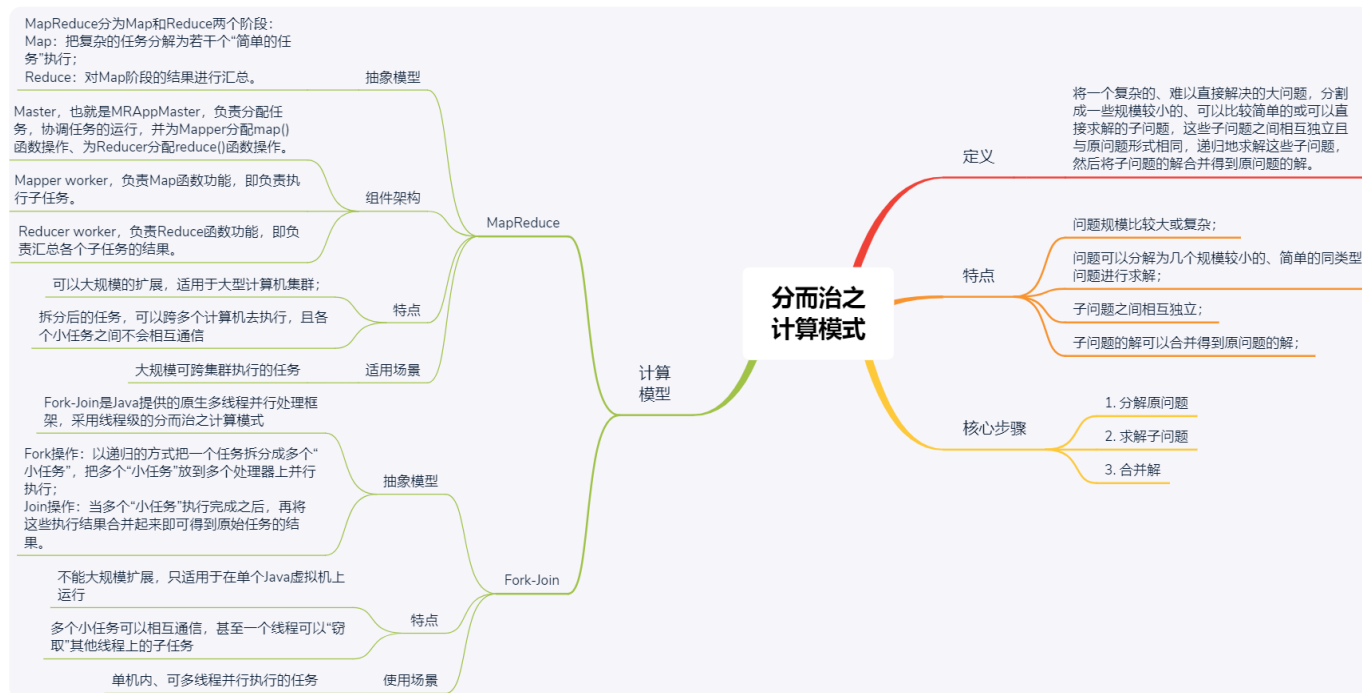 分而治之
计算模式
定义
将一个复杂的、难以直接解决的大问题，分割
成一些规模较小的、可以比较简单的或可以直
接求解的子问题，这些子问题之间相互独立且
与原问题形式相同，递归地求解这些子问题，
然后将子问题的解合并得到原问题的解。
特点
问题规模比较大或复杂；
问题可以分解为几个规模较小的、简单的同类型
问题进行求解；
子问题之间相互独立；
子问题的解可以合并得到原问题的解；
核心步骤
1. 分解原问题
2. 求解子问题
3. 合并解
计算
模型
MapReduce
抽象模型
MapReduce分为Map和Reduce两个阶段：
Map：把复杂的任务分解为若干个“简单的任
务”执行；
Reduce：对Map阶段的结果进行汇总。
组件架构
Master，也就是MRAppMaster，负责分配任
务，协调任务的运行，并为Mapper分配map()
函数操作、为Reducer分配reduce()函数操作。
Mapper worker，负责Map函数功能，即负责执
行子任务。
Reducer worker，负责Reduce函数功能，即负
责汇总各个子任务的结果。
特点
可以大规模的扩展，适用于大型计算机集群；
拆分后的任务，可以跨多个计算机去执行，且各
个小任务之间不会相互通信
适用场景
大规模可跨集群执行的任务
Fork-Join
抽象模型
Fork-Join是Java提供的原生多线程并行处理框
架，采用线程级的分而治之计算模式
Fork操作：以递归的方式把一个任务拆分成多个“
小任务”，把多个“小任务”放到多个处理器上并行
执行；
Join操作：当多个“小任务”执行完成之后，再将
这些执行结果合并起来即可得到原始任务的结
果。
特点
不能大规模扩展，只适用于在单个Java虚拟机上
运行
多个小任务可以相互通信，甚至一个线程可以“窃
取”其他线程上的子任务
使用场景
单机内、可多线程并行执行的任务